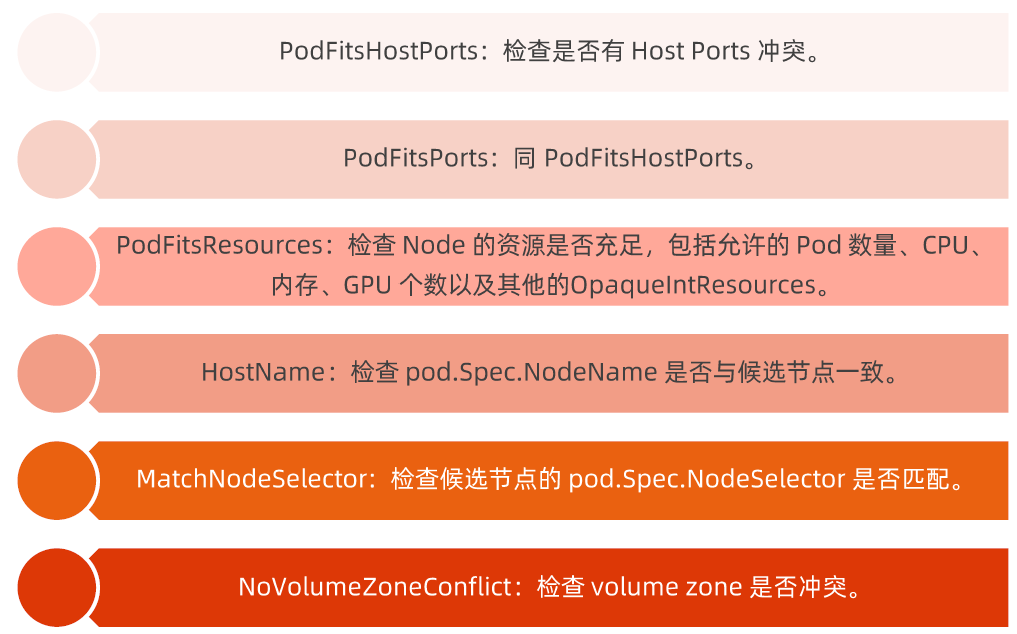 PodFitsHostPorts：检查是否有 Host Ports 冲突。
PodFitsPorts：同 PodFitsHostPorts。
PodFitsResources：检查 Node 的资源是否充足，包括允许的 Pod 数量、CPU、
内存、GPU 个数以及其他的OpaqueIntResources。
HostName：检查 pod.Spec.NodeName 是否与候选节点一致。
MatchNodeSelector：检查候选节点的 pod.Spec.NodeSelector 是否匹配。
NoVolumeZoneConflict：检查 volume zone 是否冲突。